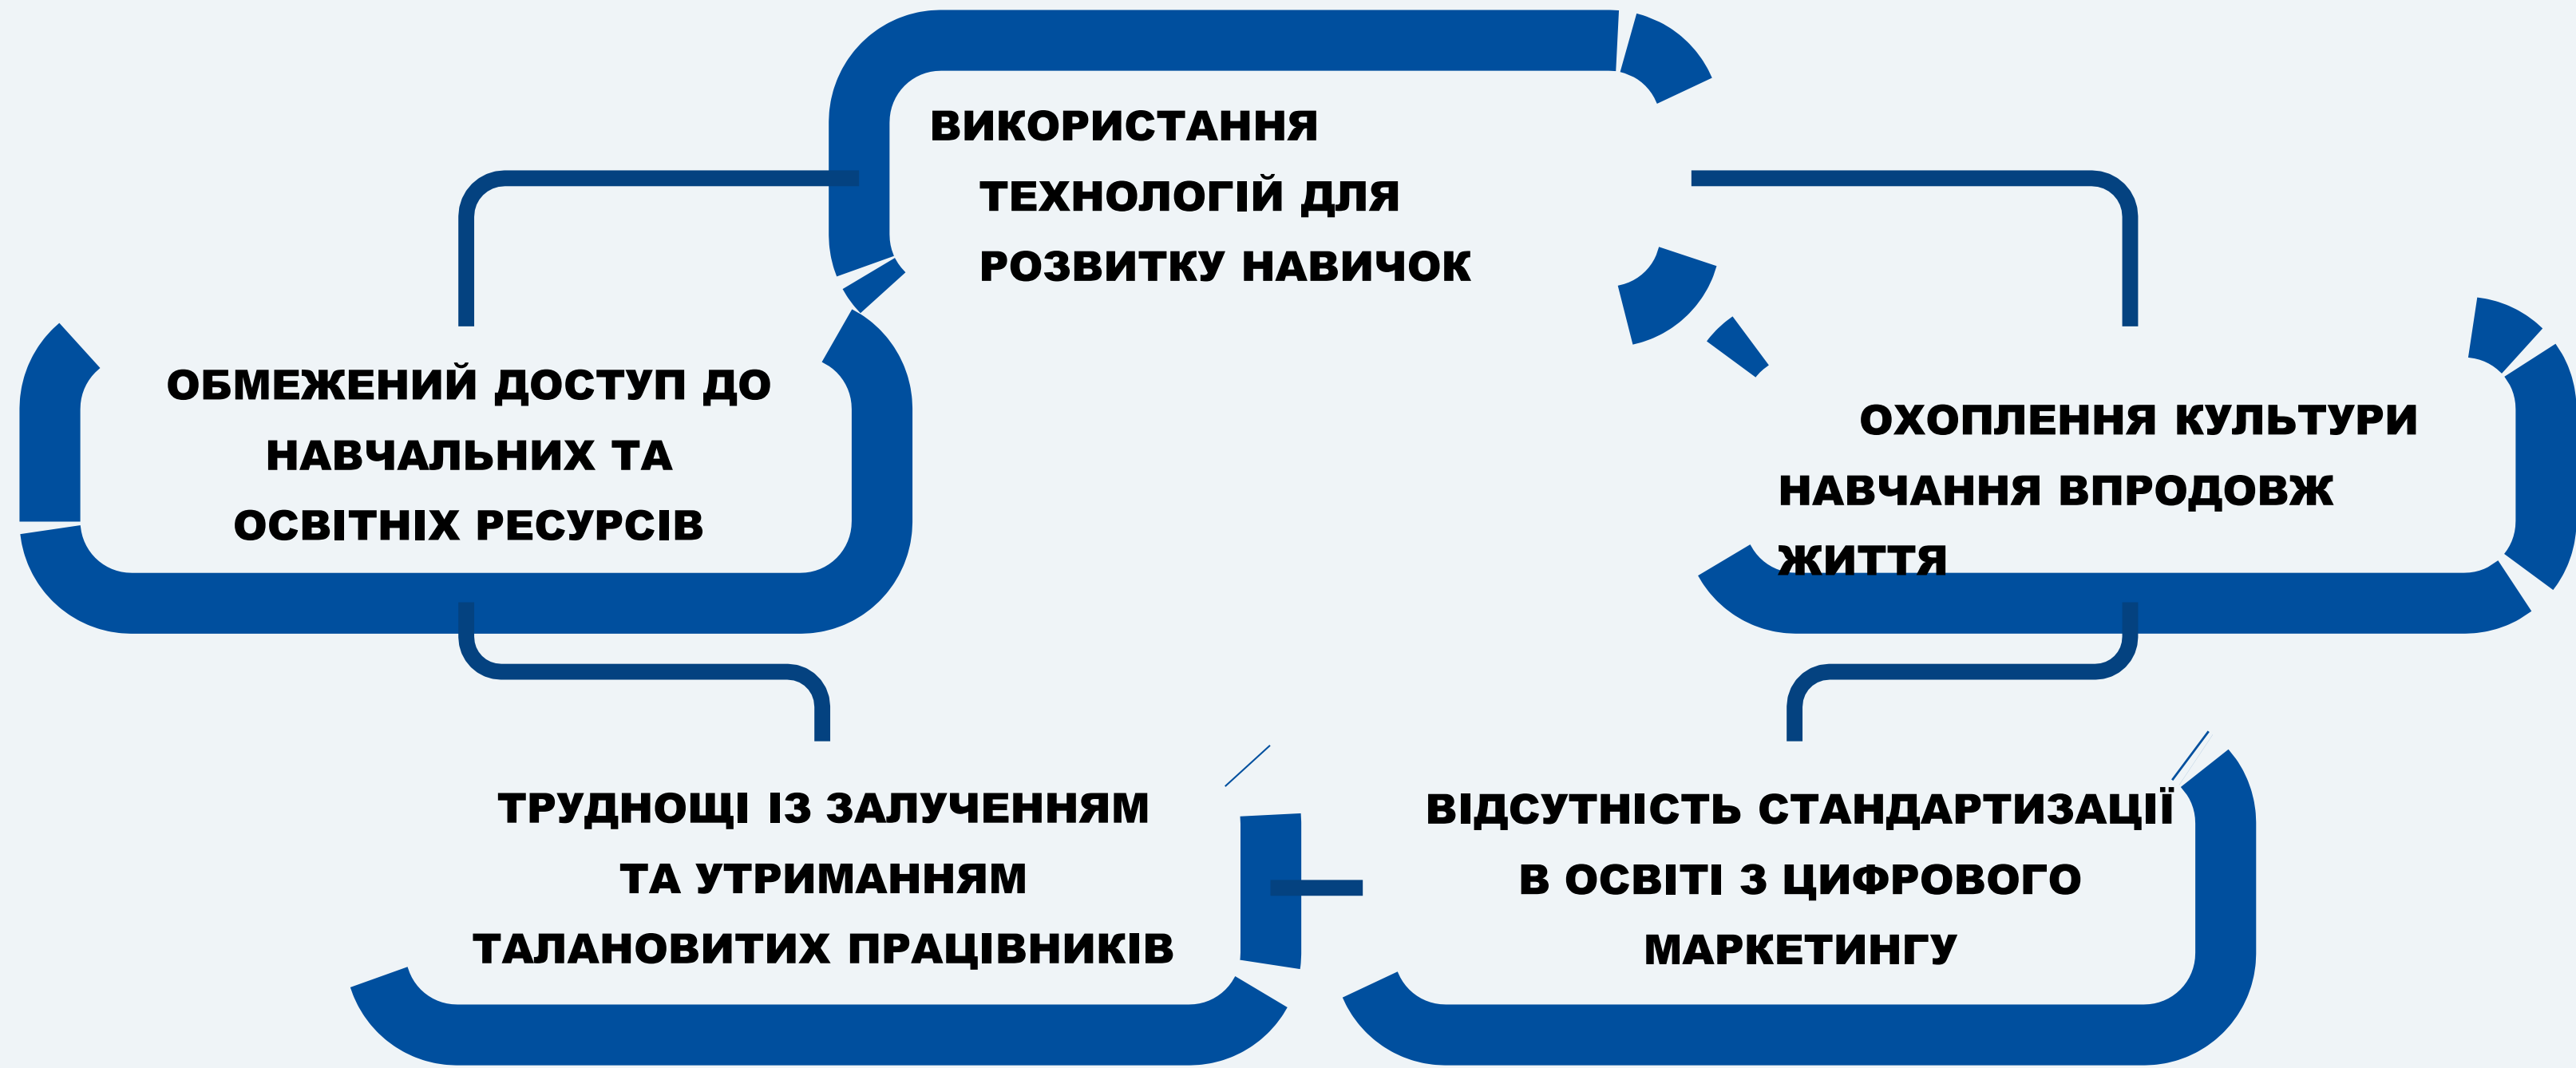 ВИКОРИСТАННЯ
ТЕХНОЛОГІЙ ДЛЯ
РОЗВИТКУ НАВИЧОК
ОБМЕЖЕНИЙ ДОСТУП ДО
НАВЧАЛЬНИХ ТА
ОСВІТНІХ РЕСУРСІВ
ОХОПЛЕННЯ КУЛЬТУРИ
НАВЧАННЯ ВПРОДОВЖ
ЖИТТЯ
ТРУДНОЩІ ІЗ ЗАЛУЧЕННЯМ
ТА УТРИМАННЯМ
ТАЛАНОВИТИХ ПРАЦІВНИКІВ
ВІДСУТНІСТЬ СТАНДАРТИЗАЦІЇ
В ОСВІТІ З ЦИФРОВОГО
МАРКЕТИНГУ